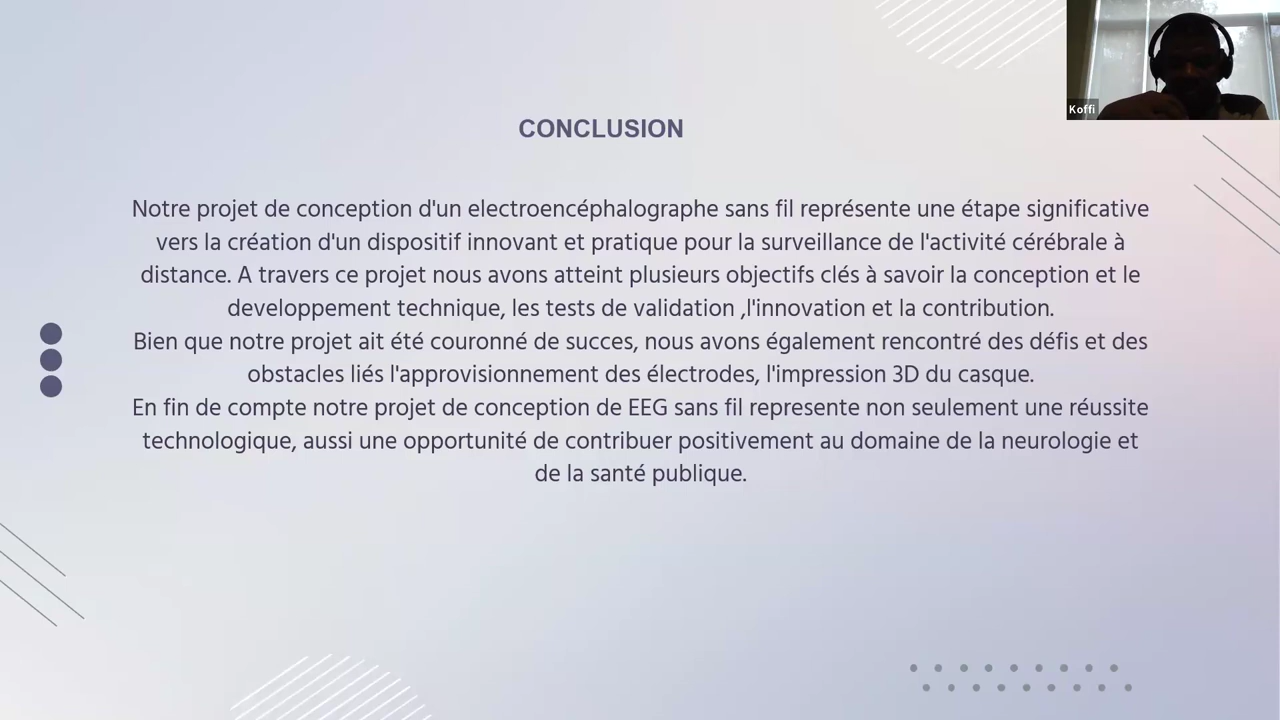 Koffi
CONCLUSION
Notre projet de conception d'un electroencéphalographe sans fil représente une étape significative
vers la création d'un dispositif innovant et pratique pour la surveillance de l'activité cérébrale à
distance. A travers ce projet nous avons atteint plusieurs objectifs clés à savoir la conception et le
developpement technique, les tests de validation ,l'innovation et la contribution.
Bien que notre projet ait été couronné de succes, nous avons également rencontré des défis et des
obstacles liés l'approvisionnement des électrodes, l'impression 3D du casque.
En fin de compte notre projet de conception de EEG sans fil represente non seulement une réussite
technologique, aussi une opportunité de contribuer positivement au domaine de la neurologie et
de la santé publique.